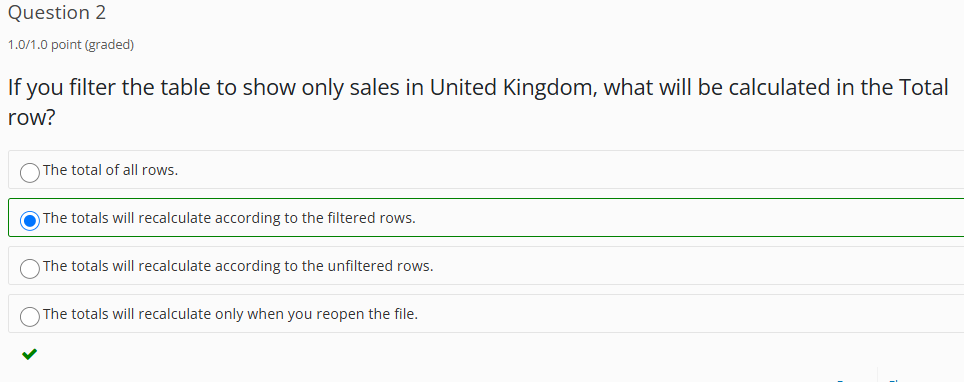 Question 2
1.0/1.0 point (graded)
If you filter the table to show only sales in United Kingdom, what will be calculated in the Total
row?
The total of all rows.
The totals will recalculate according to the filtered rows.
The totals will recalculate according to the unfiltered rows.
The totals will recalculate only when you reopen the file.